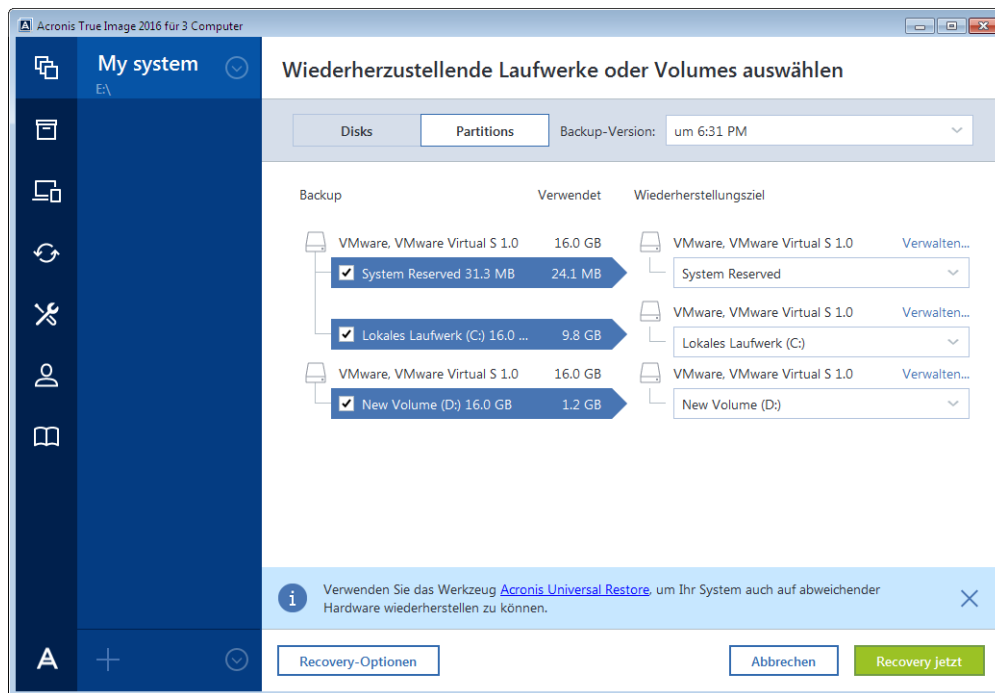 Acronis True Image 2016 für 3 Computer
My system
E:\
Wiederherzustellende Laufwerke oder Volumes auswählen
Disks Partitions Backup-Version: um 6:31 PM
Backup Verwendet Wiederherstellungsziel
VMware, VMware Virtual S 1.0 16.0 GB VMware, VMware Virtual S 1.0 Verwalten...
System Reserved 31.3 MB 24.1 MB System Reserved
VMware, VMware Virtual S 1.0 Verwalten...
Lokales Laufwerk (C:) 16.0 ... 9.8 GB Lokales Laufwerk (C:)
VMware, VMware Virtual S 1.0 16.0 GB VMware, VMware Virtual S 1.0 Verwalten...
New Volume (D:) 16.0 GB 1.2 GB New Volume (D:)
Verwenden Sie das Werkzeug Acronis Universal Restore, um Ihr System auch auf abweichender
Hardware wiederherstellen zu können.
Recovery-Optionen Abbrechen Recovery jetzt